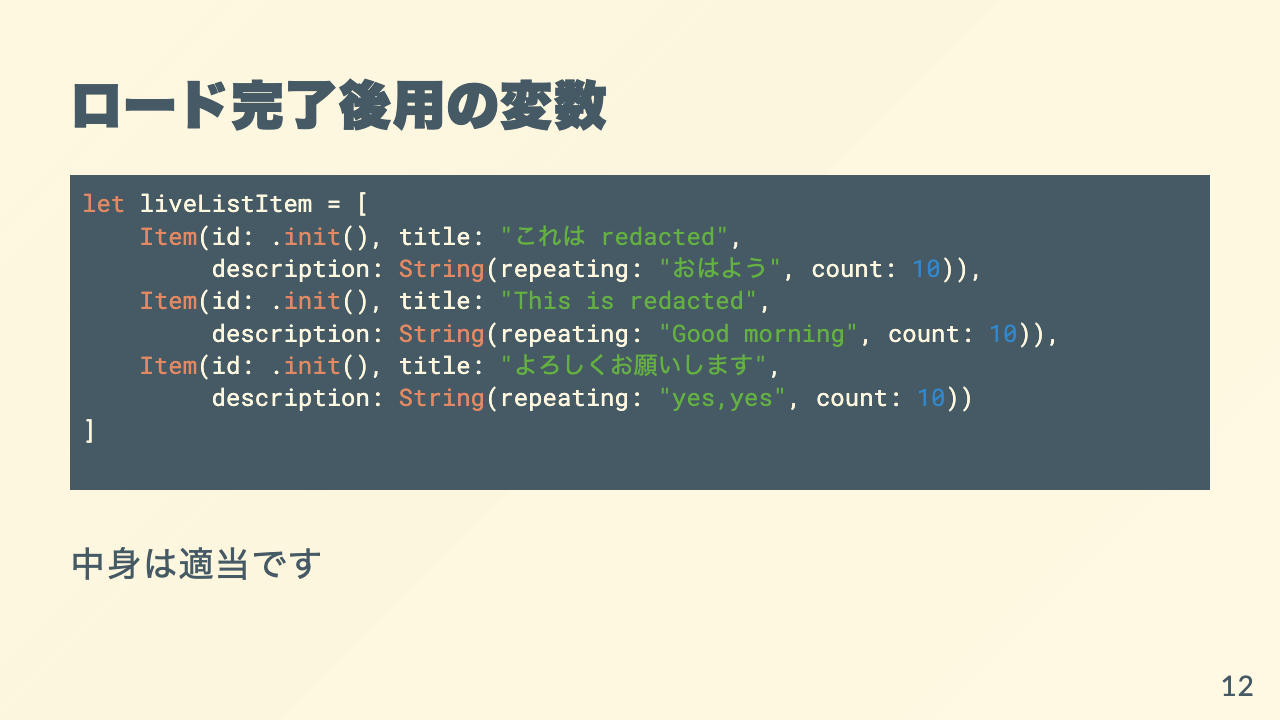 ロード完了後用の変数
let liveListItem = [
    Item(id: .init(), title: "これは redacted",
         description: String(repeating: "おはよう", count: 10)),
    Item(id: .init(), title: "This is redacted",
         description: String(repeating: "Good morning", count: 10)),
    Item(id: .init(), title: "よろしくお願いします",
         description: String(repeating: "yes,yes", count: 10))
]
中身は適当です
12